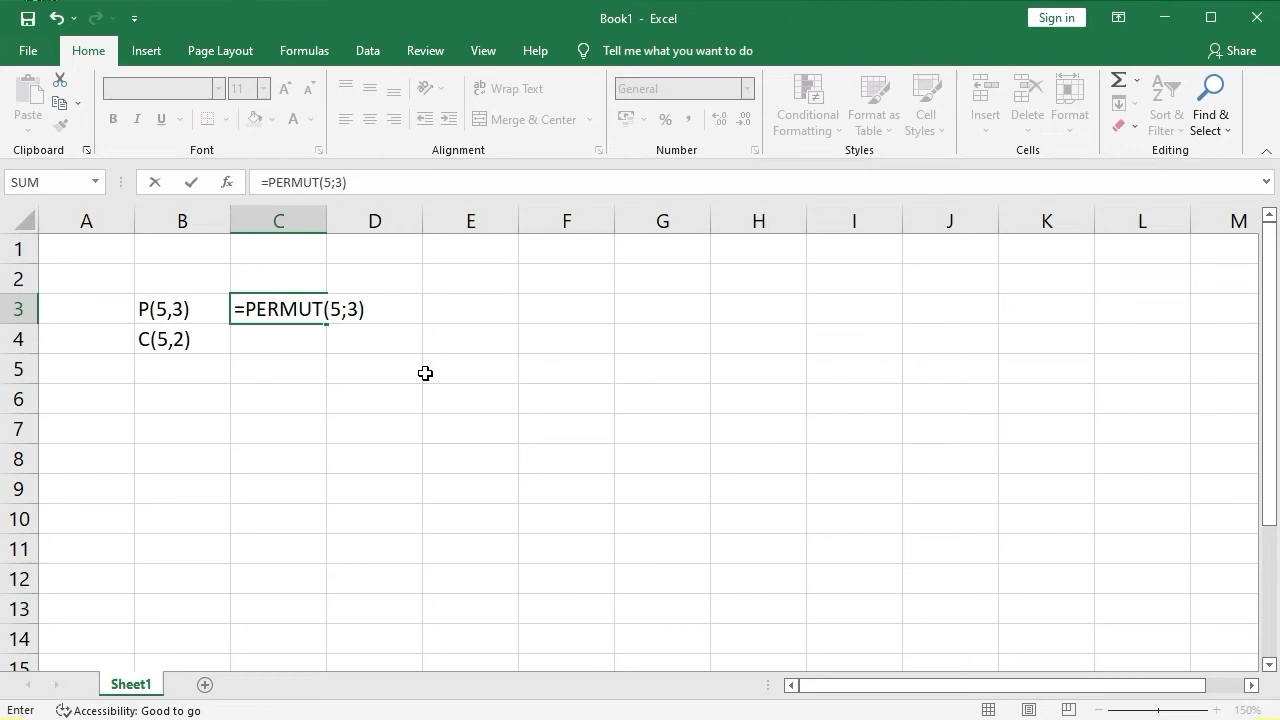 Book1 - Excel
Sign in
File Home Insert Page Layout Formulas Data Review View Help Tell me what you want to do Share
Paste
11
B I U A
Wrap Text
Merge & Center
General
% ,
Conditional Formatting
Format as Table
Cell Styles
Insert
Delete
Format
Sort & Filter
Find & Select
Clipboard Font Alignment Number Styles Cells Editing
SUM fx =PERMUT(5;3)
A B C D E F G H I J K L M
1
2
3 P(5,3) =PERMUT(5;3)
4 C(5,2)
5
6
7
8
9
10
11
12
13
14
15
Sheet1
Enter Accessibility: Good to go 150%